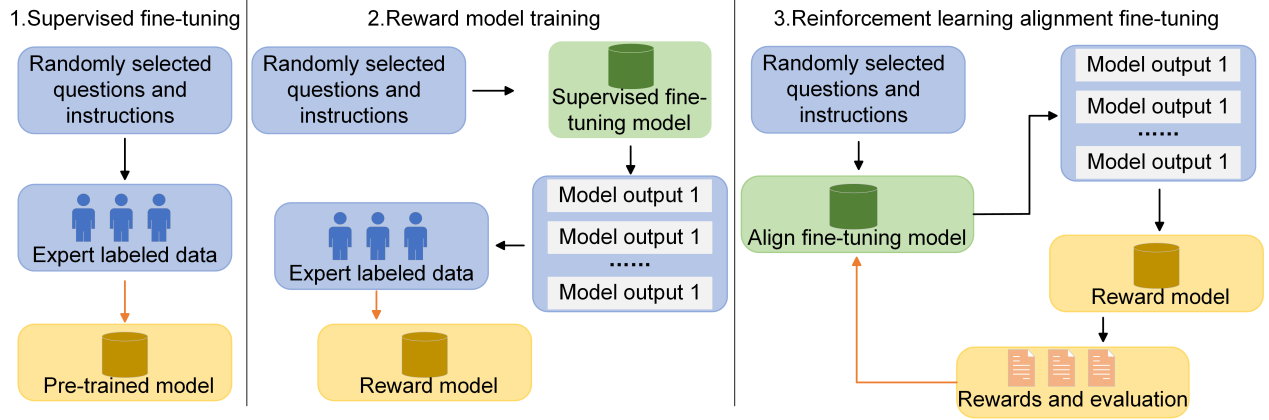 1.Supervised fine-tuning
Randomly selected
questions and
instructions
Expert labeled data
Pre-trained model
2.Reward model training
Randomly selected
questions and
instructions
Supervised fine-
tuning model
Model output 1
Model output 1
......
Model output 1
Expert labeled data
Reward model
3.Reinforcement learning alignment fine-tuning
Randomly selected
questions and
instructions
Align fine-tuning model
Model output 1
Model output 1
......
Model output 1
Reward model
Rewards and evaluation